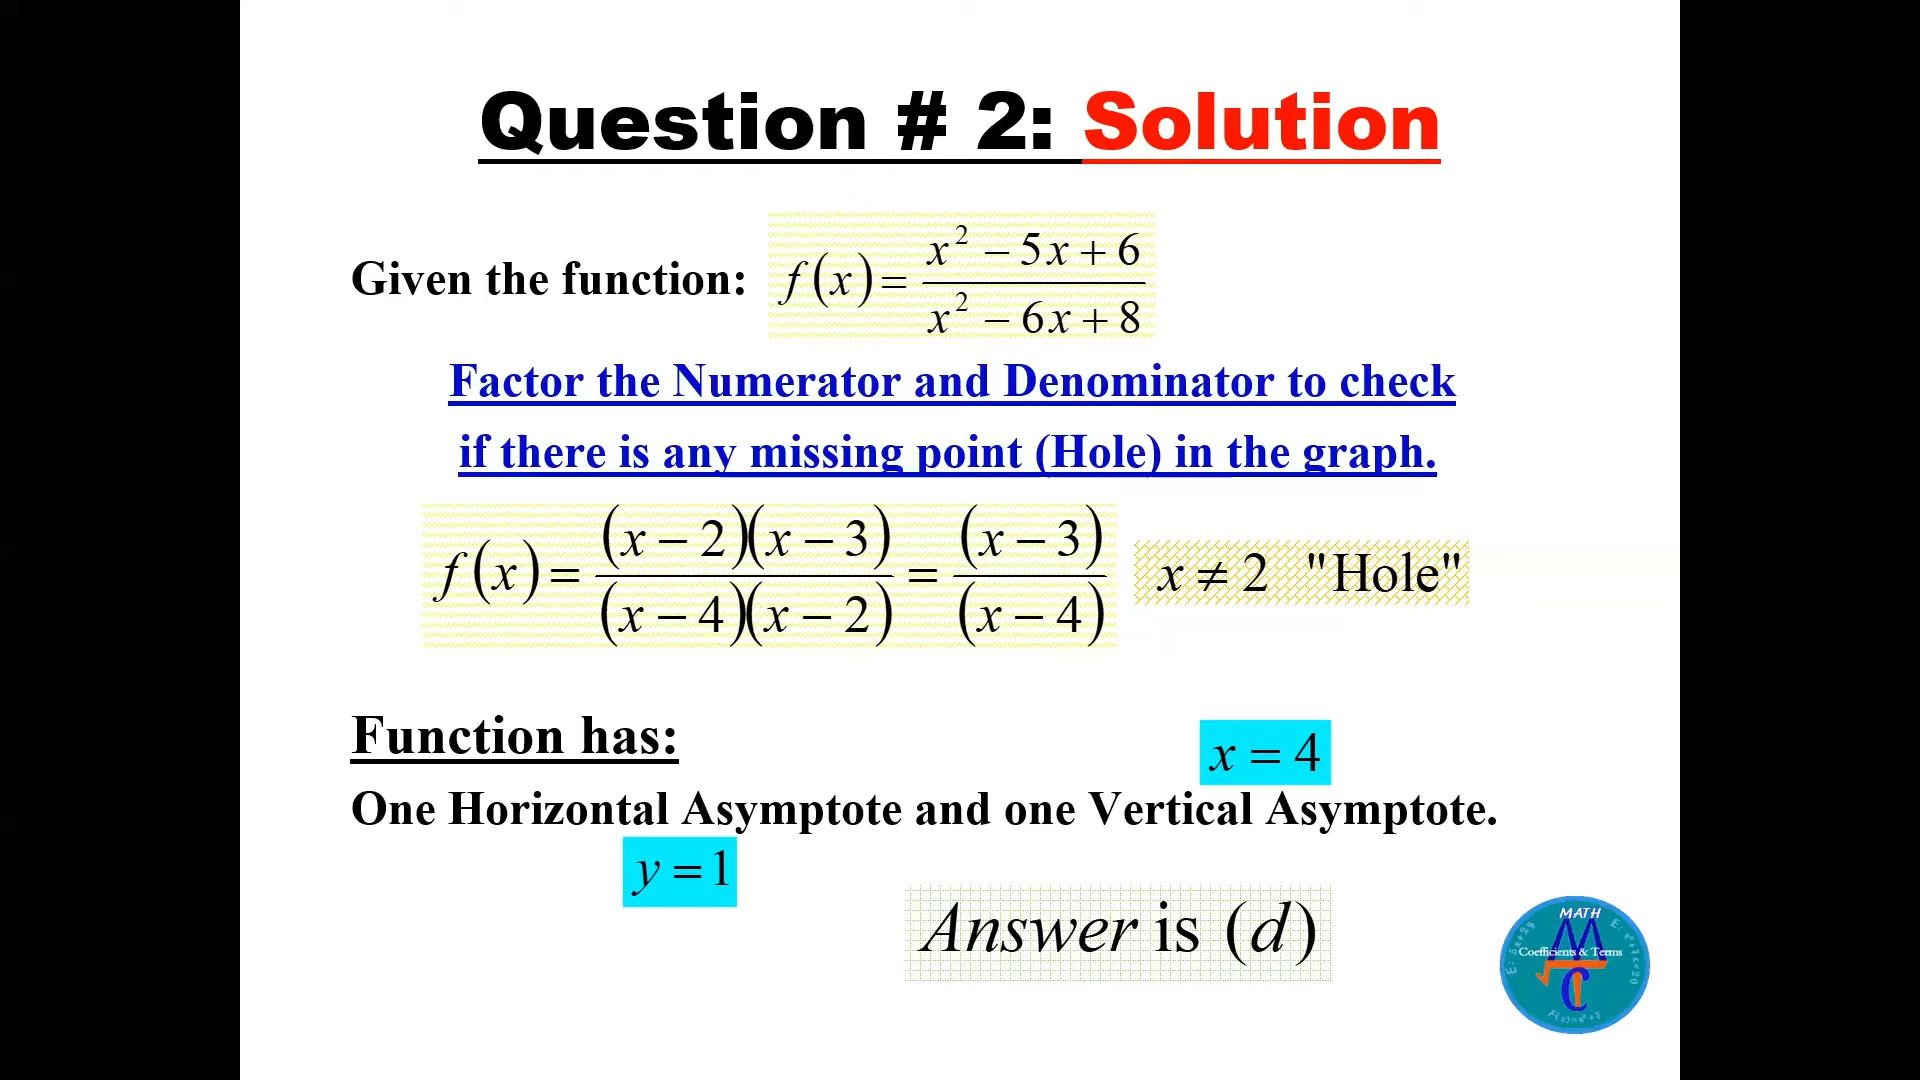 Question # 2: Solution
Given the function: f(x) = (x² − 5x + 6)/(x² − 6x + 8)
Factor the Numerator and Denominator to check
if there is any missing point (Hole) in the graph.
f(x) = (x − 2)(x − 3)/(x − 4)(x − 2) = (x − 3)/(x − 4) x ≠ 2 "Hole"
Function has:
x = 4
One Horizontal Asymptote and one Vertical Asymptote.
y = 1
Answer is (d)
MATH
Coefficients & Terms